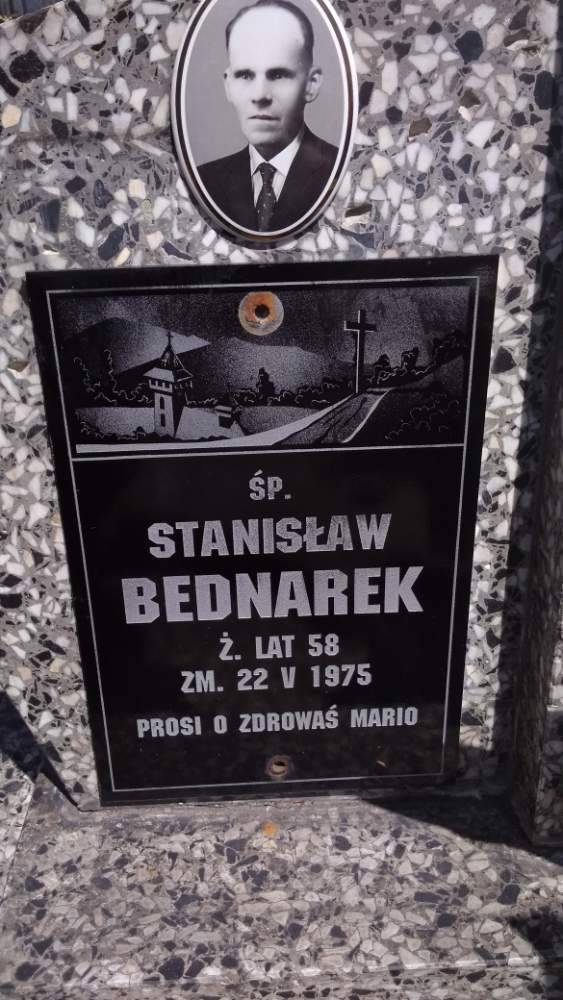 ŚP.
STANISŁAW
BEDNAREK
Ż. LAT 58
ZM. 22 V 1975
PROSI O ZDROWAŚ MARIO